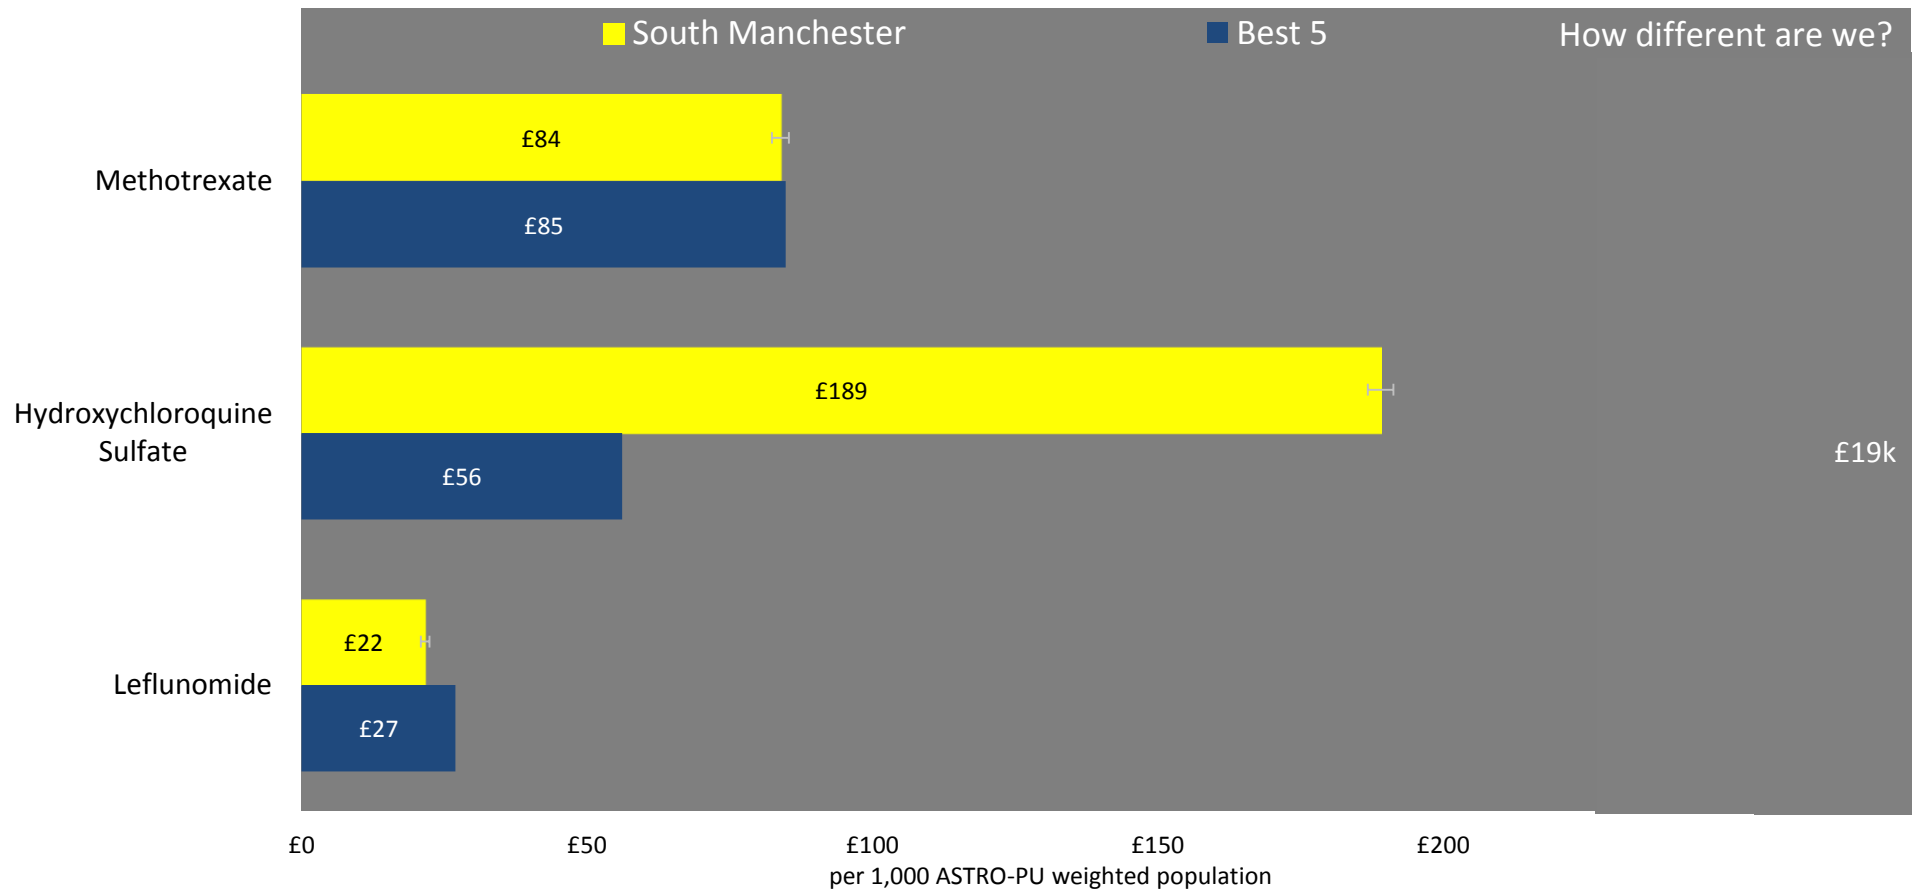 South Manchester
Best 5
How different are we?
Methotrexate
£84
£85
Hydroxychloroquine
Sulfate
£189
£56
£19k
Leflunomide
£22
£27
£0
£50
£100
£150
£200
per 1,000 ASTRO-PU weighted population